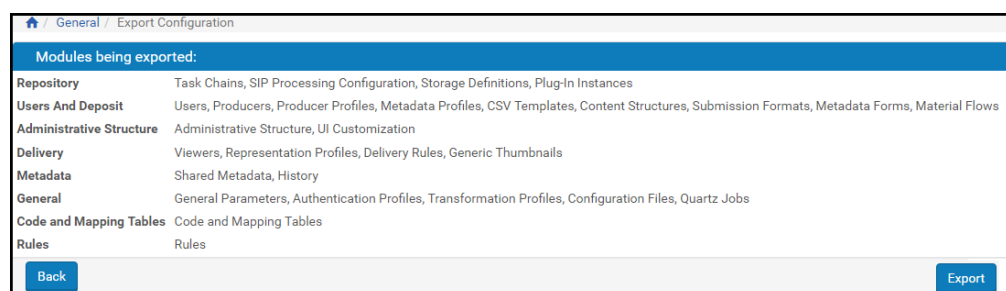 / General / Export Configuration
Modules being exported:
Repository Task Chains, SIP Processing Configuration, Storage Definitions, Plug-In Instances
Users And Deposit Users, Producers, Producer Profiles, Metadata Profiles, CSV Templates, Content Structures, Submission Formats, Metadata Forms, Material Flows
Administrative Structure Administrative Structure, UI Customization
Delivery Viewers, Representation Profiles, Delivery Rules, Generic Thumbnails
Metadata Shared Metadata, History
General General Parameters, Authentication Profiles, Transformation Profiles, Configuration Files, Quartz Jobs
Code and Mapping Tables Code and Mapping Tables
Rules Rules
Back Export